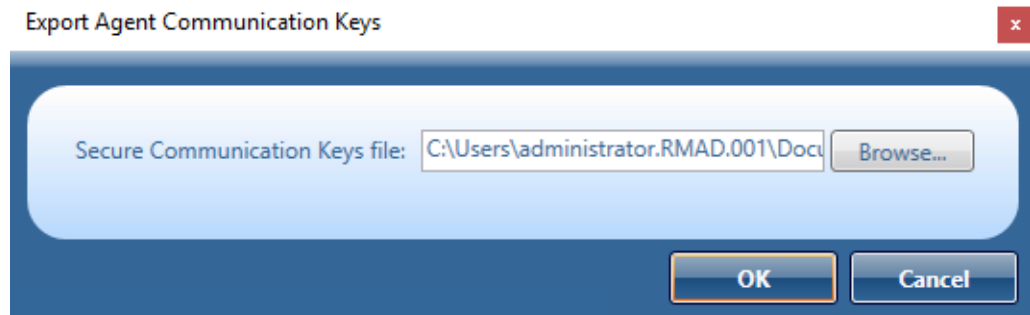 Export Agent Communication Keys
x
Secure Communication Keys file: C:\Users\administrator.RMAD.001\Docu Browse...
OK Cancel